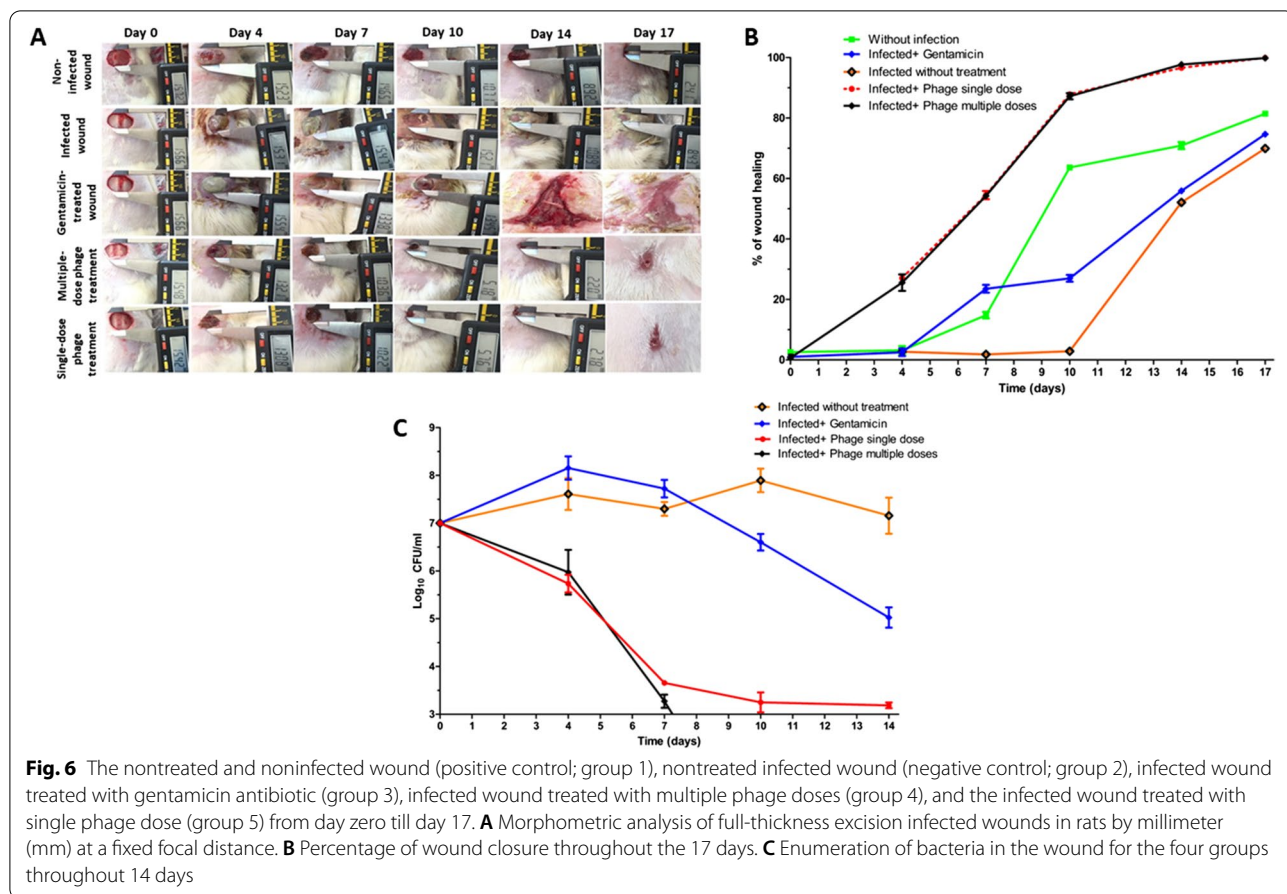 A
Day 0 Day 4 Day 7 Day 10 Day 14 Day 17
Non-
infected
wound
Infected
wound
Gentamicin-
treated
wound
Multiple-
dose phage
treatment
Single-dose
phage
treatment
B
Without infection
Infected+ Gentamicin
Infected without treatment
Infected+ Phage single dose
Infected+ Phage multiple doses
% of wound healing
100
80
60
40
20
0
0 1 2 3 4 5 6 7 8 9 10 11 12 13 14 15 16 17
Time (days)
C
Infected without treatment
Infected+ Gentamicin
Infected+ Phage single dose
Infected+ Phage multiple doses
Log10 CFU/ml
9
8
7
6
5
4
3
0 1 2 3 4 5 6 7 8 9 10 11 12 13 14
Time (days)
Fig. 6 The nontreated and noninfected wound (positive control; group 1), nontreated infected wound (negative control; group 2), infected wound
treated with gentamicin antibiotic (group 3), infected wound treated with multiple phage doses (group 4), and the infected wound treated with
single phage dose (group 5) from day zero till day 17. A Morphometric analysis of full-thickness excision infected wounds in rats by millimeter
(mm) at a fixed focal distance. B Percentage of wound closure throughout the 17 days. C Enumeration of bacteria in the wound for the four groups
throughout 14 days